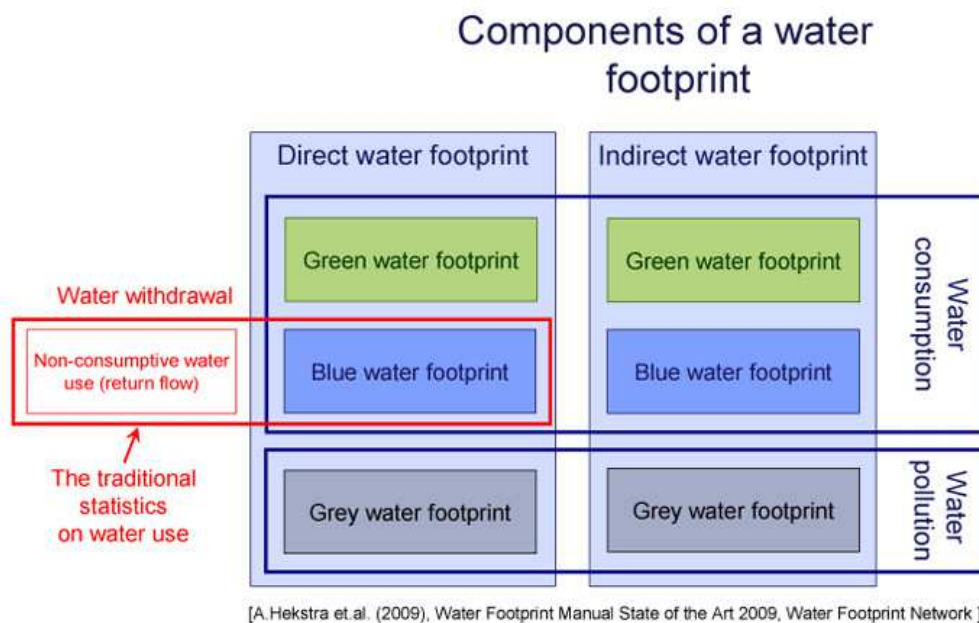 Components of a water
footprint
Direct water footprint
Indirect water footprint
Green water footprint
Green water footprint
Water
consumption
Water withdrawal
Non-consumptive water
use (return flow)
Blue water footprint
Blue water footprint
The traditional
statistics
on water use
Grey water footprint
Grey water footprint
Water
pollution
[A.Hekstra et.al. (2009), Water Footprint Manual State of the Art 2009, Water Footprint Network ]